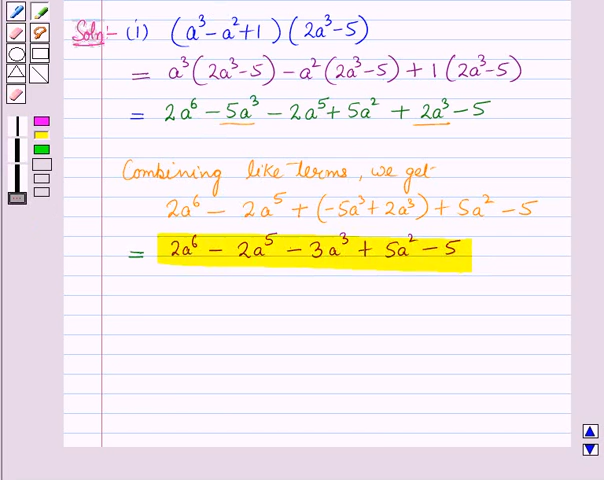 Soln:- (i) (a³-a²+1) (2a³-5)
= a³(2a³-5) - a²(2a³-5) + 1(2a³-5)
= 2a⁶ - 5a³ - 2a⁵ + 5a² + 2a³ - 5
Combining like terms, we get
2a⁶ - 2a⁵ + (-5a³+2a³) + 5a² - 5
= 2a⁶ - 2a⁵ - 3a³ + 5a² - 5